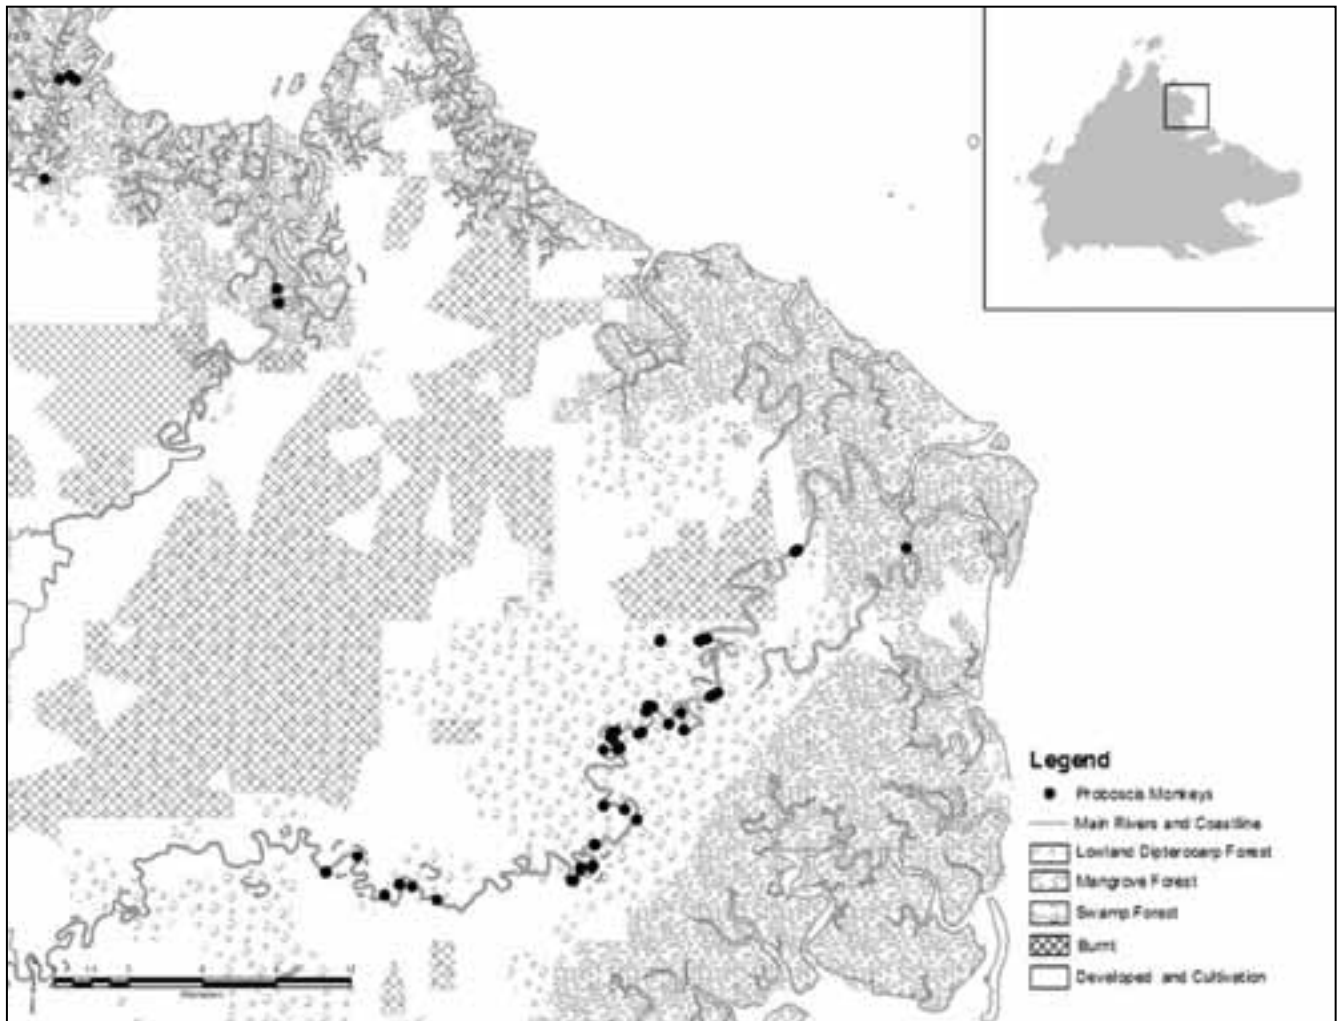 Legend
Proboscis Monkeys
Main Rivers and Coastline
Lowland Dipterocarp Forest
Mangrove Forest
Swamp Forest
Burnt
Developed and Cultivation